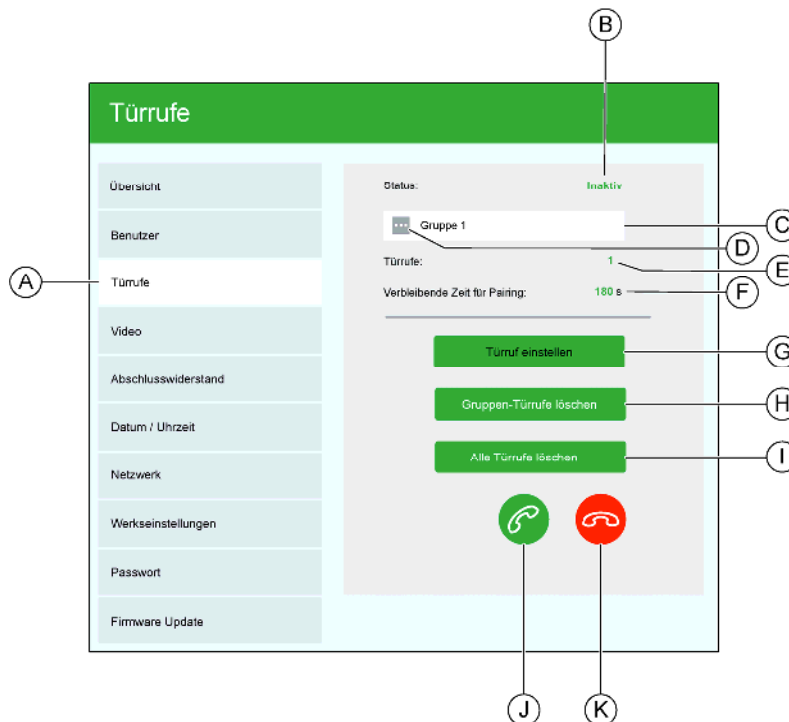 B
Türrufe
Übersicht
Status: Inaktiv
C
Gruppe 1
Benutzer
D
Türrufe: 1
E
A
Türrufe
Verbleibende Zeit für Pairing: 180 s
F
Video
Türruf einstellen
G
Abschlusswiderstand
Gruppen-Türrufe löschen
H
Datum / Uhrzeit
Alle Türrufe löschen
I
Netzwerk
Werkseinstellungen
Passwort
Firmware Update
J
K